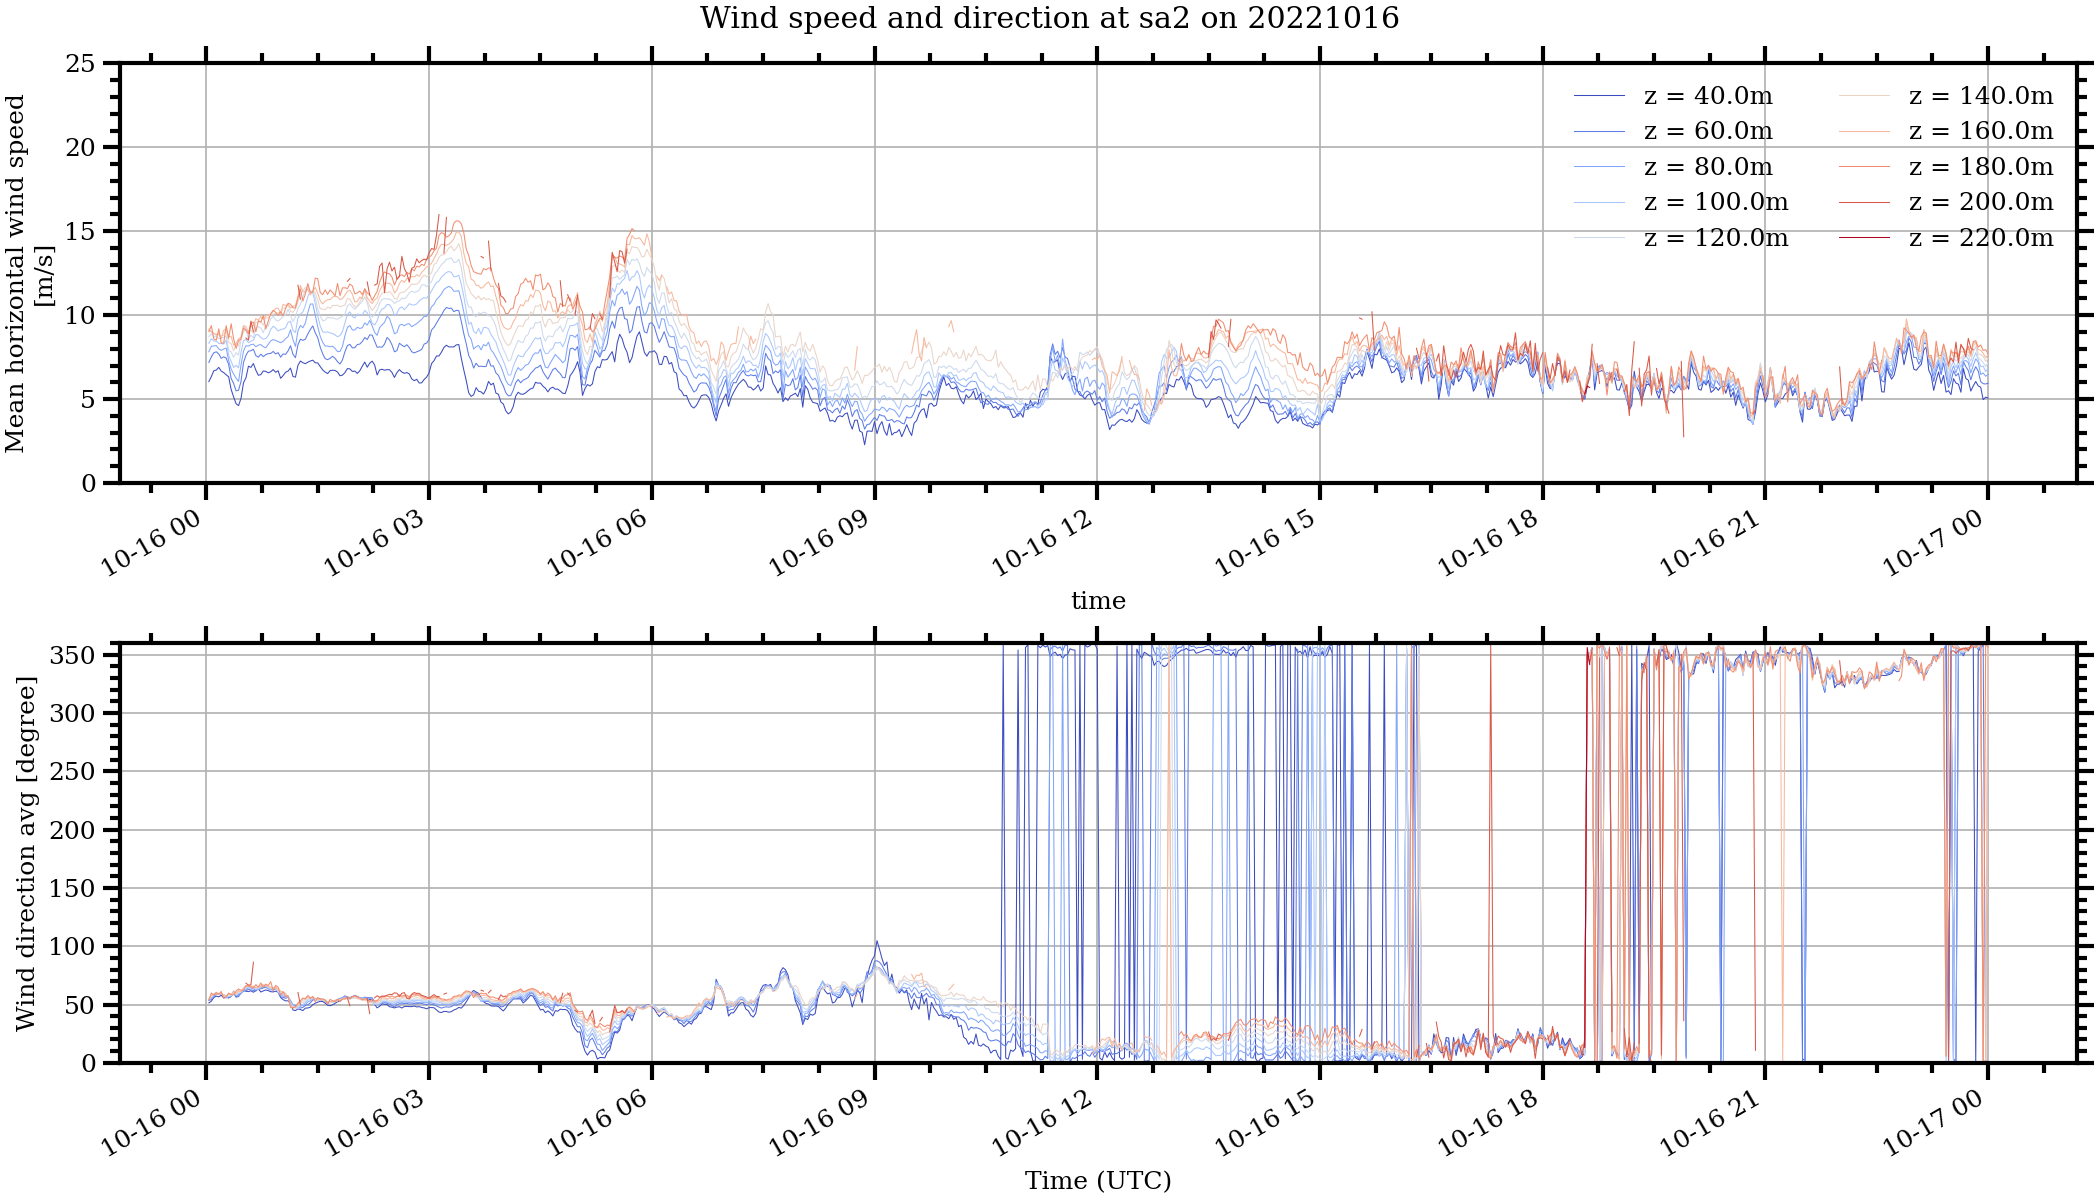 Wind speed and direction at sa2 on 20221016
Mean horizontal wind speed
[m/s]
25
20
15
10
5
0
z = 40.0m
z = 60.0m
z = 80.0m
z = 100.0m
z = 120.0m
z = 140.0m
z = 160.0m
z = 180.0m
z = 200.0m
z = 220.0m
10-16 00
10-16 03
10-16 06
10-16 09
10-16 12
10-16 15
10-16 18
10-16 21
10-17 00
time
Wind direction avg [degree]
350
300
250
200
150
100
50
0
10-16 00
10-16 03
10-16 06
10-16 09
10-16 12
10-16 15
10-16 18
10-16 21
10-17 00
Time (UTC)